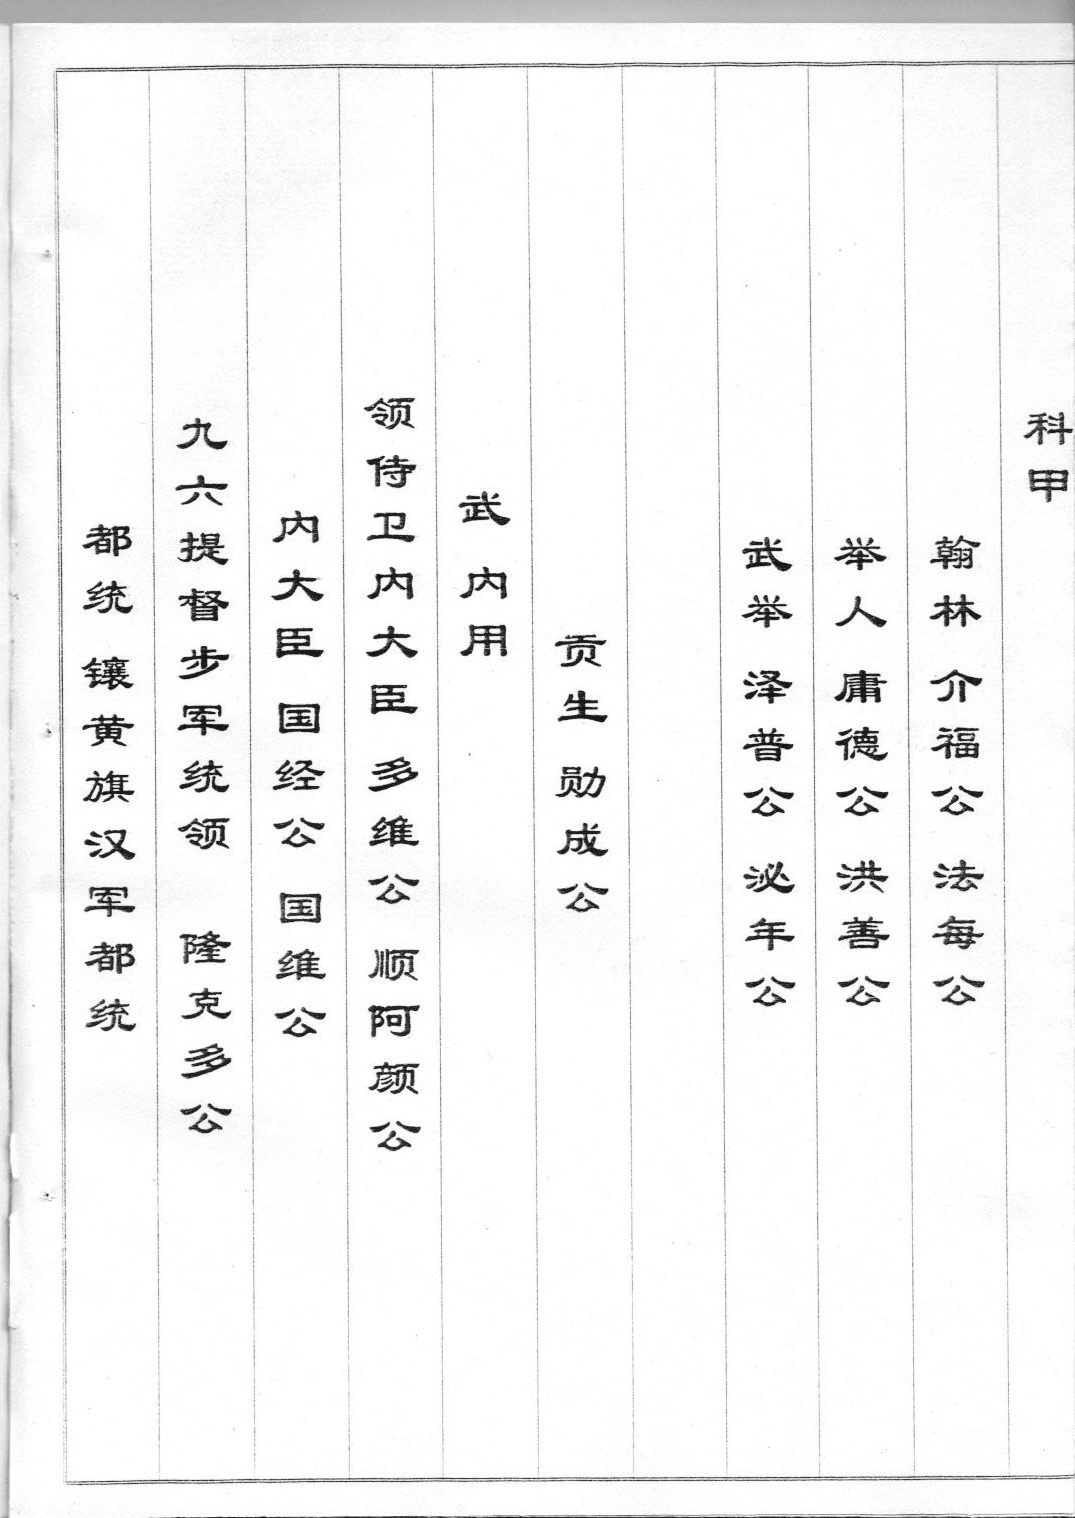 科甲
翰林 介福公 法每公
举人 庸德公 洪善公
武举 泽普公 泌年公
贡生 勋成公
武 内用
领侍卫内大臣 多维公 顺阿颜公
内大臣 国经公 国维公
九六提督步军统领 隆克多公
都统 镶黄旗汉军都统